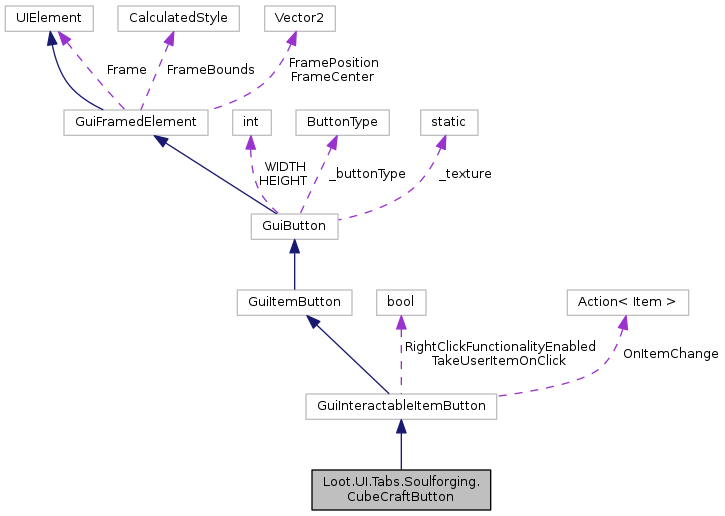 UIElement
CalculatedStyle
Vector2
Frame
FrameBounds
FramePosition
FrameCenter
GuiFramedElement
int
ButtonType
static
WIDTH
HEIGHT
_buttonType
_texture
GuiButton
GuiItemButton
bool
Action< Item >
RightClickFunctionalityEnabled
TakeUserItemOnClick
OnItemChange
GuiInteractableItemButton
Loot.UI.Tabs.Soulforging.
CubeCraftButton